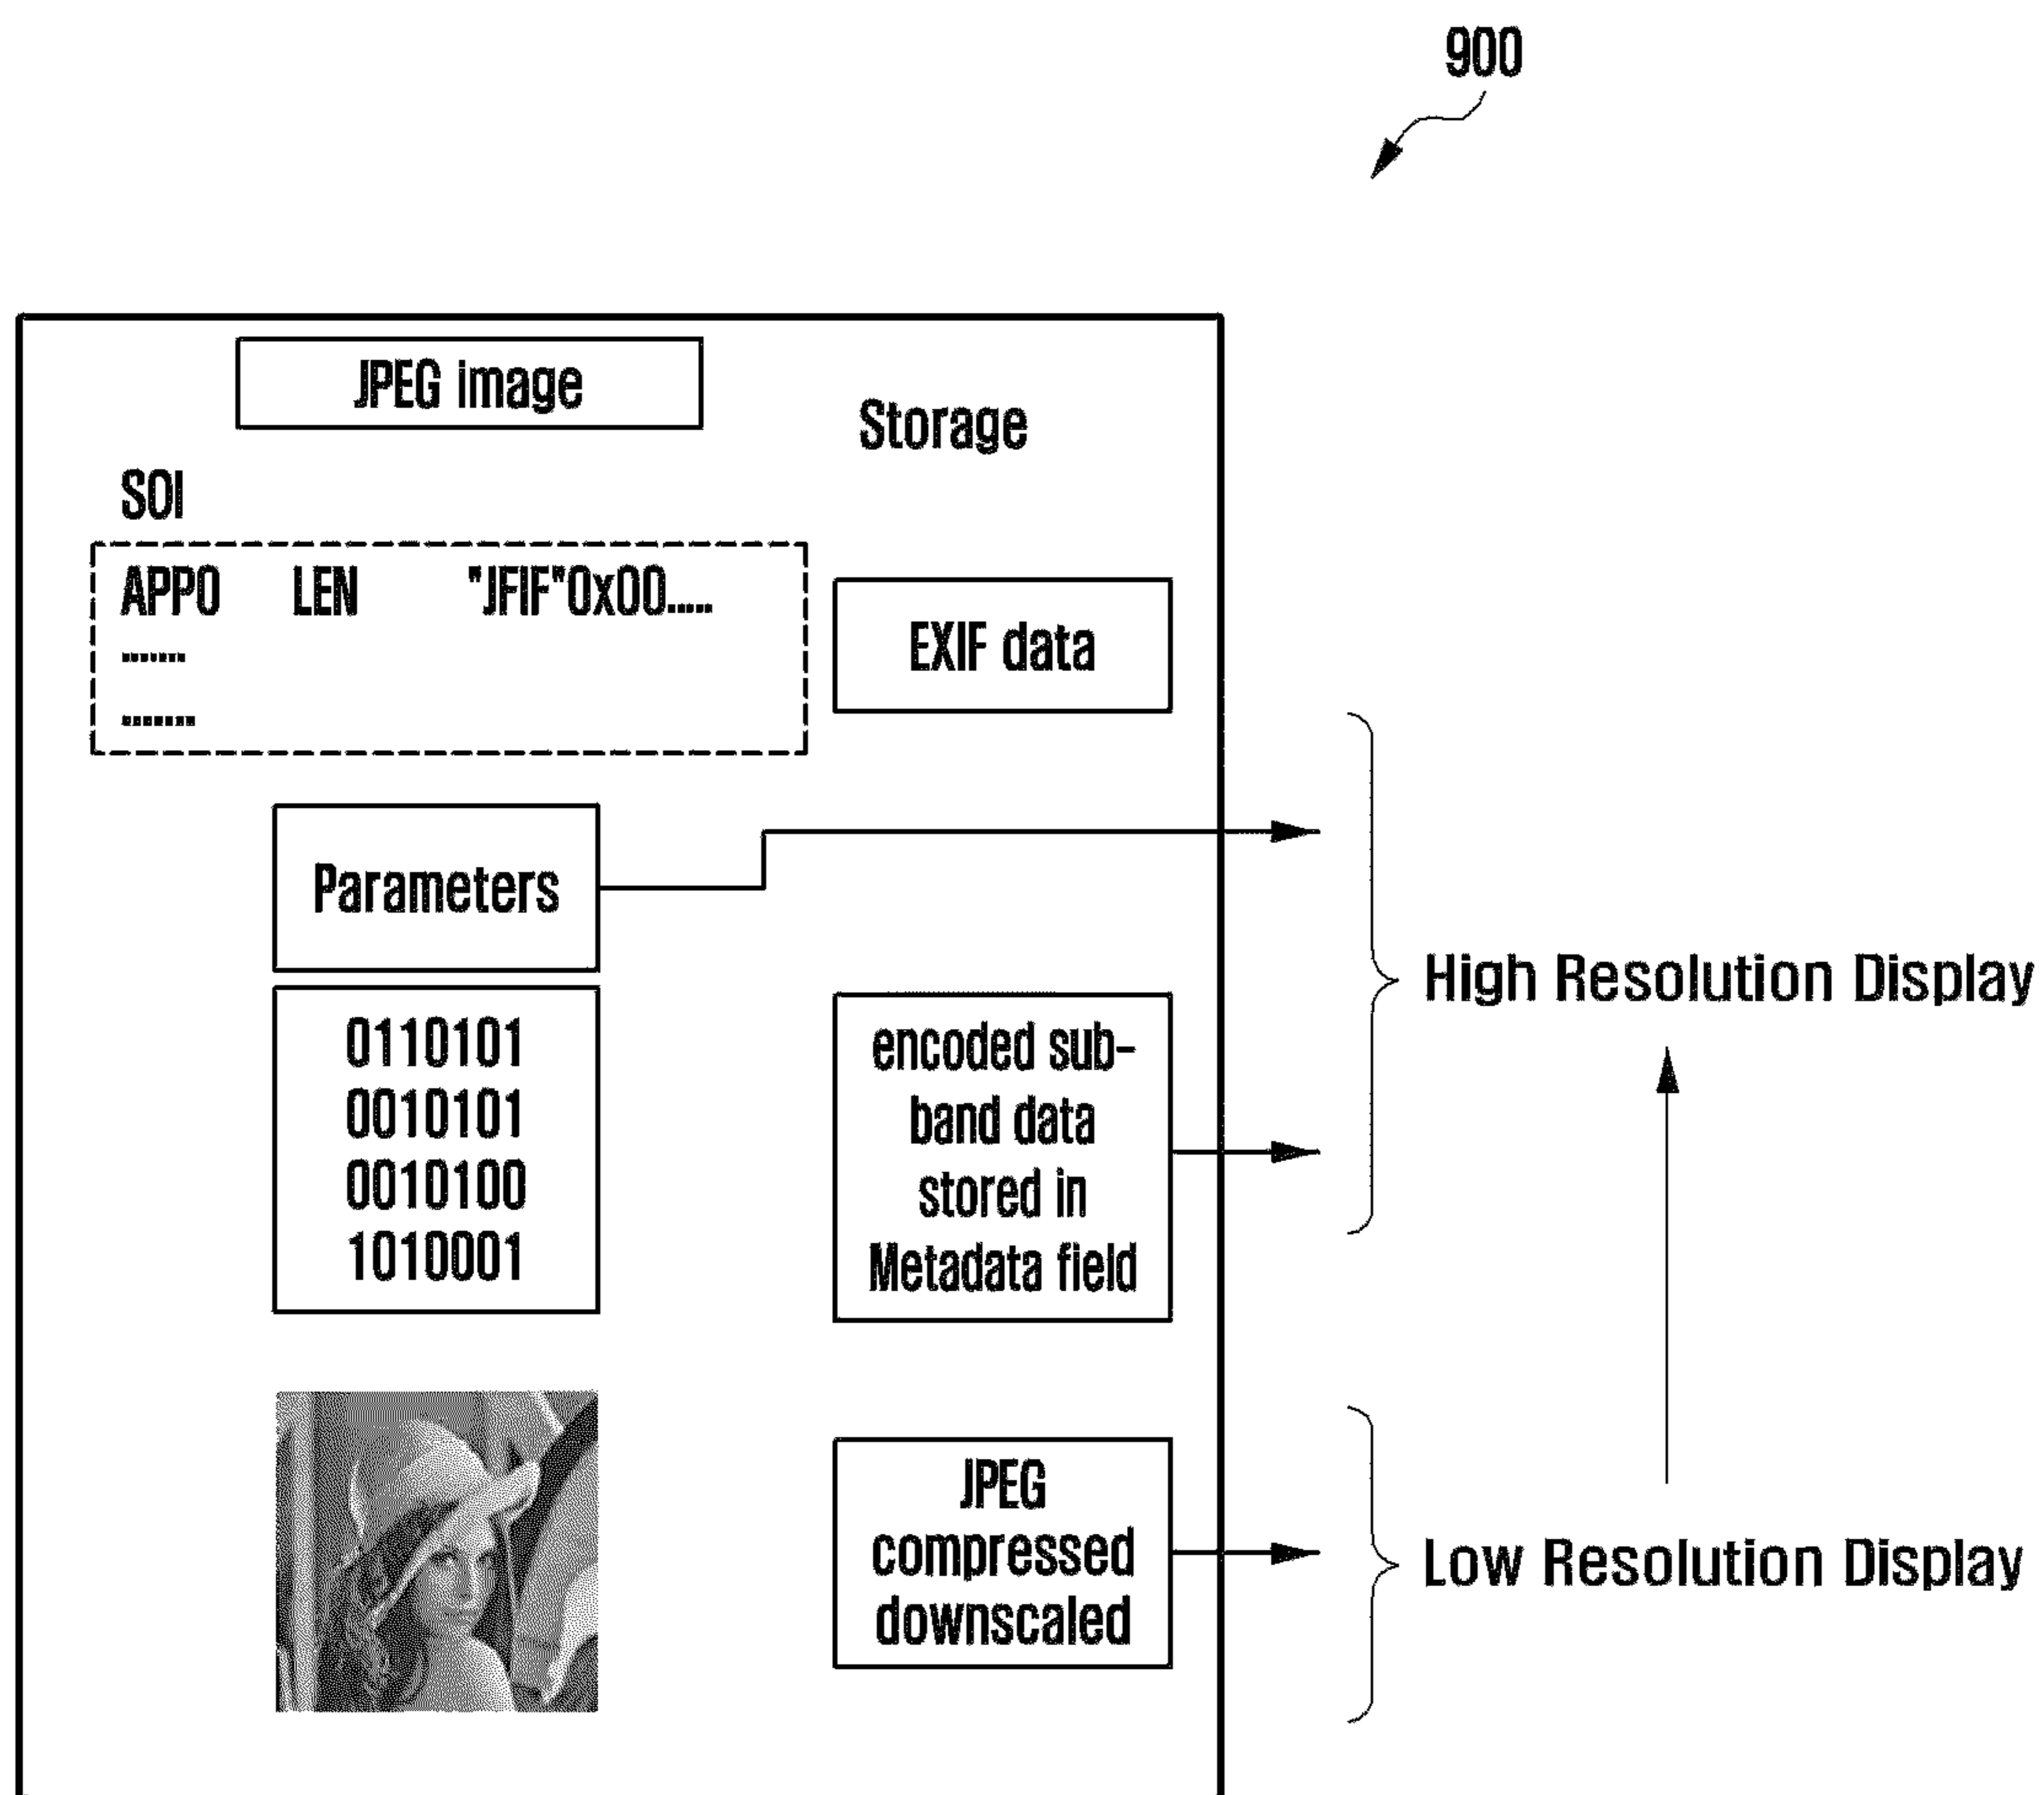 900
JPEG image
Storage
SOI
APP0 LEN "JFIF"0x00.....
.......
........
EXIF data
Parameters
0110101
0010101
0010100
1010001
encoded sub-
band data
stored in
Metadata field
High Resolution Display
JPEG
compressed
downscaled
Low Resolution Display